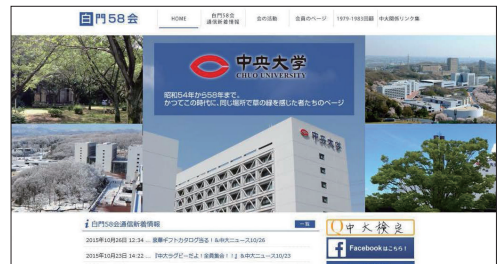 白門58会
HOME
白門58会
通信新着情報
会の活動
会員のページ
1979-1983回顧
中大関係リンク集
中央大学
CHUO UNIVERSITY
昭和54年から58年まで、
かつてこの時代に、同じ場所で草の緑を感じた者たちのページ
中央大学
i 白門58会通信新着情報
一覧
2015年10月26日 12:34 ... 豪華ギフトカタログ当る！&中大ニュース10/26
2015年10月23日 14:22 ... 『中大ラグビーだよ！全員集合！！』&中大ニュース10/23
Q中大検定
Facebookはこちら！